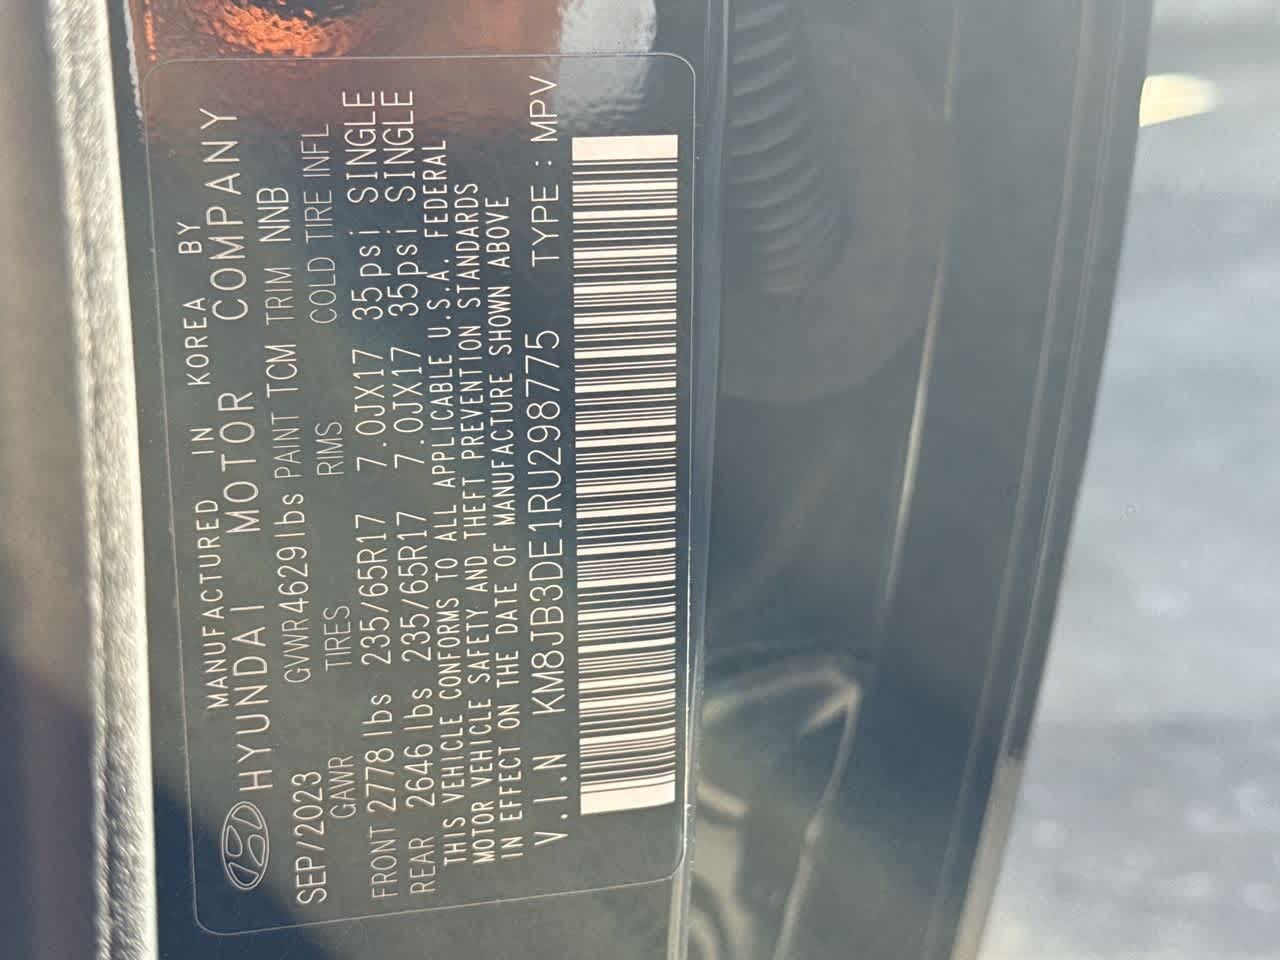 MANUFACTURED IN KOREA BY
HYUNDAI MOTOR COMPANY
SEP/2023 GVWR4629lbs PAINT TCM TRIM NNB
GAWR TIRES RIMS COLD TIRE INFL
FRONT 2778lbs 235/65R17 7.0JX17 35psi SINGLE
REAR 2646lbs 235/65R17 7.0JX17 35psi SINGLE
THIS VEHICLE CONFORMS TO ALL APPLICABLE U.S.A. FEDERAL
MOTOR VEHICLE SAFETY AND THEFT PREVENTION STANDARDS
IN EFFECT ON THE DATE OF MANUFACTURE SHOWN ABOVE
V.I.N KM8JB3DE1RU298775 TYPE : MPV